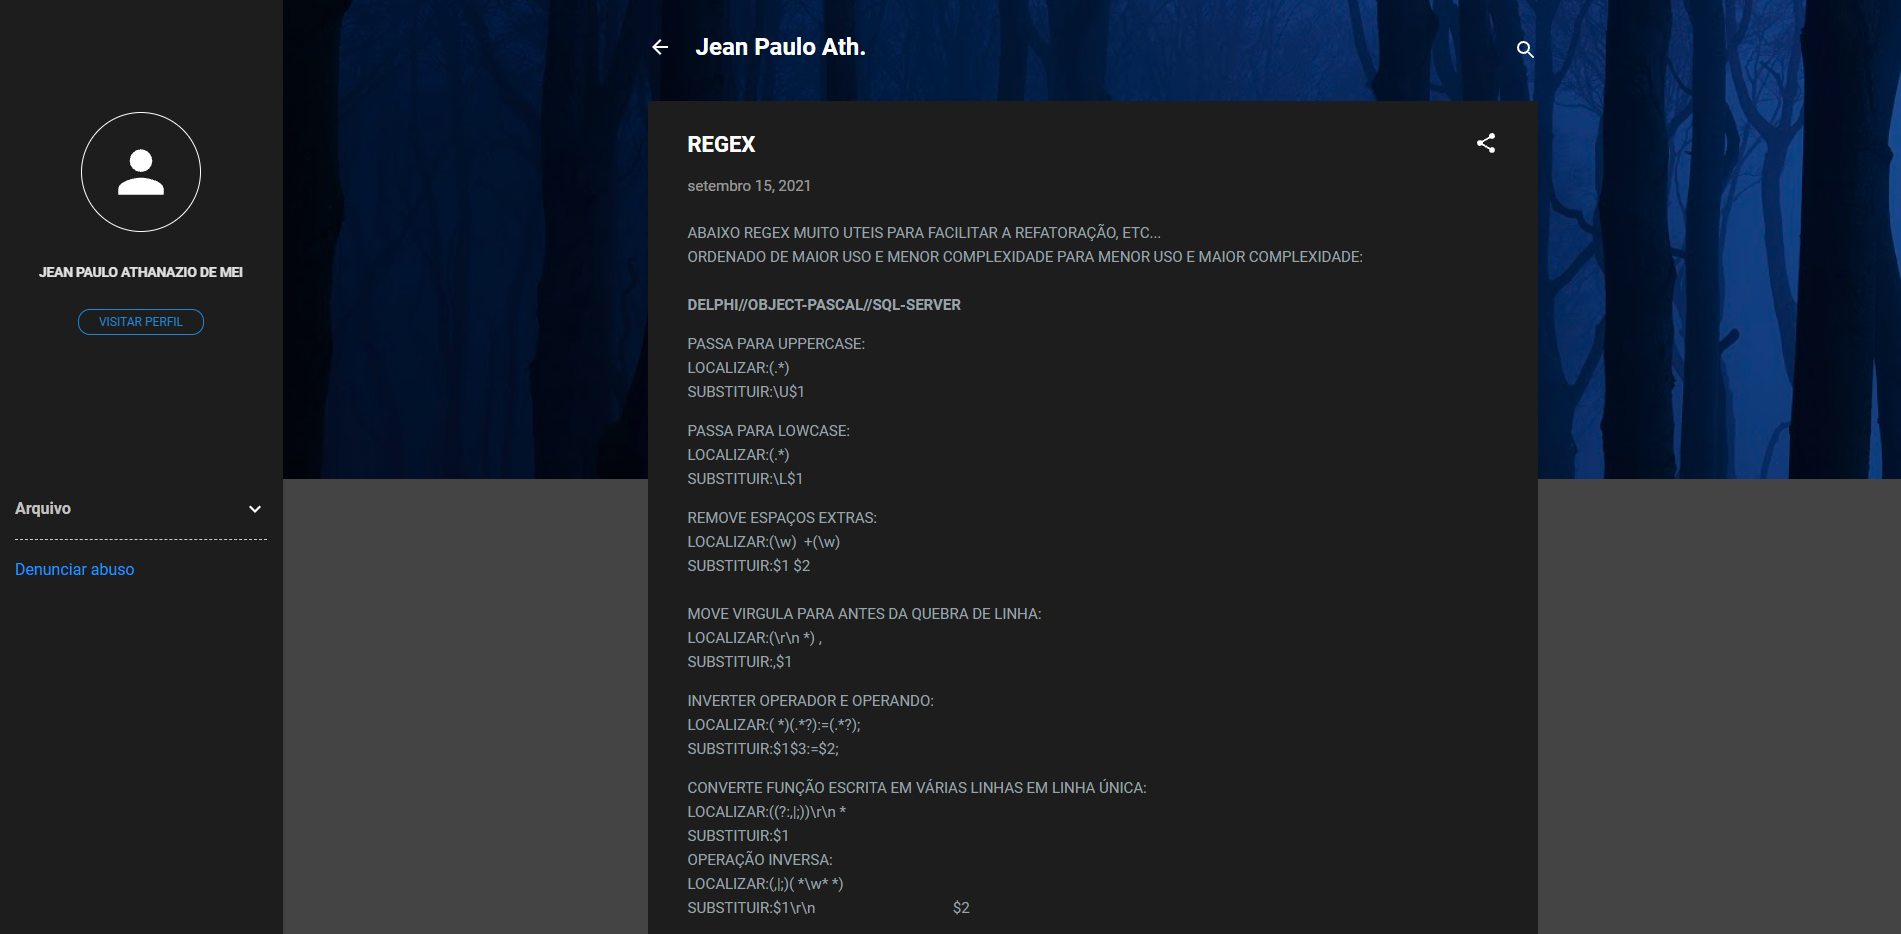 Jean Paulo Ath.
JEAN PAULO ATHANAZIO DE MEI
VISITAR PERFIL
Arquivo
Denunciar abuso
REGEX
setembro 15, 2021
ABAIXO REGEX MUITO UTEIS PARA FACILITAR A REFATORAÇÃO, ETC...
ORDENADO DE MAIOR USO E MENOR COMPLEXIDADE PARA MENOR USO E MAIOR COMPLEXIDADE:
DELPHI//OBJECT-PASCAL//SQL-SERVER
PASSA PARA UPPERCASE:
LOCALIZAR:(.*)
SUBSTITUIR:\U$1
PASSA PARA LOWCASE:
LOCALIZAR:(.*)
SUBSTITUIR:\L$1
REMOVE ESPAÇOS EXTRAS:
LOCALIZAR:(\w)  +(\w)
SUBSTITUIR:$1 $2
MOVE VIRGULA PARA ANTES DA QUEBRA DE LINHA:
LOCALIZAR:(\r\n *) ,
SUBSTITUIR:,$1
INVERTER OPERADOR E OPERANDO:
LOCALIZAR:( *)(.*?):=(.*?);
SUBSTITUIR:$1$3:=$2;
CONVERTE FUNÇÃO ESCRITA EM VÁRIAS LINHAS EM LINHA ÚNICA:
LOCALIZAR:((?:,|;))\r\n *
SUBSTITUIR:$1
OPERAÇÃO INVERSA:
LOCALIZAR:(,|;)( *\w* *)
SUBSTITUIR:$1\r\n                                  $2